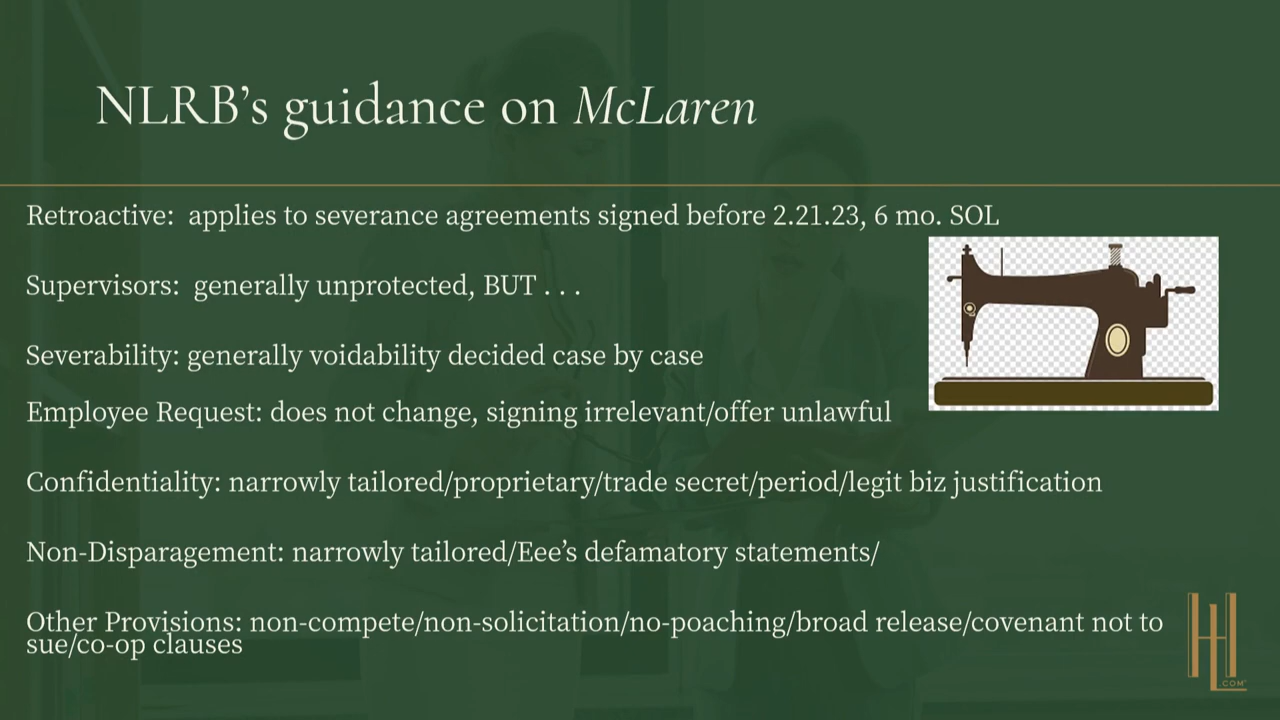 NLRB’s guidance on McLaren
Retroactive:  applies to severance agreements signed before 2.21.23, 6 mo. SOL
Supervisors:  generally unprotected, BUT . . .
Severability: generally voidability decided case by case
Employee Request: does not change, signing irrelevant/offer unlawful
Confidentiality: narrowly tailored/proprietary/trade secret/period/legit biz justification
Non-Disparagement: narrowly tailored/Eee’s defamatory statements/
Other Provisions: non-compete/non-solicitation/no-poaching/broad release/covenant not to
sue/co-op clauses
HL
.COM